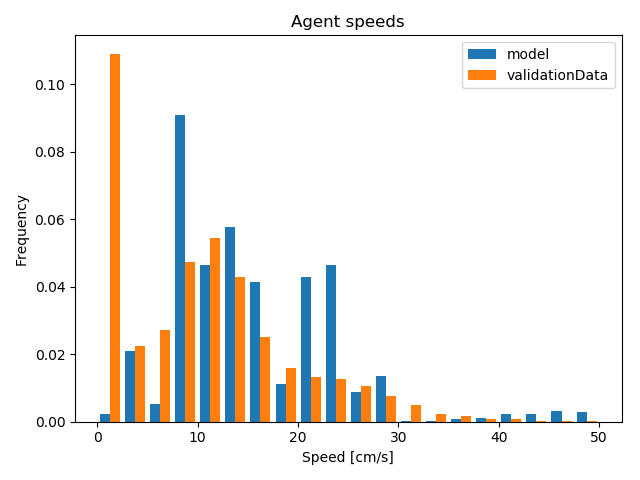 Agent speeds
model
validationData
0.10
0.08
0.06
0.04
0.02
0.00
Frequency
0 10 20 30 40 50
Speed [cm/s]